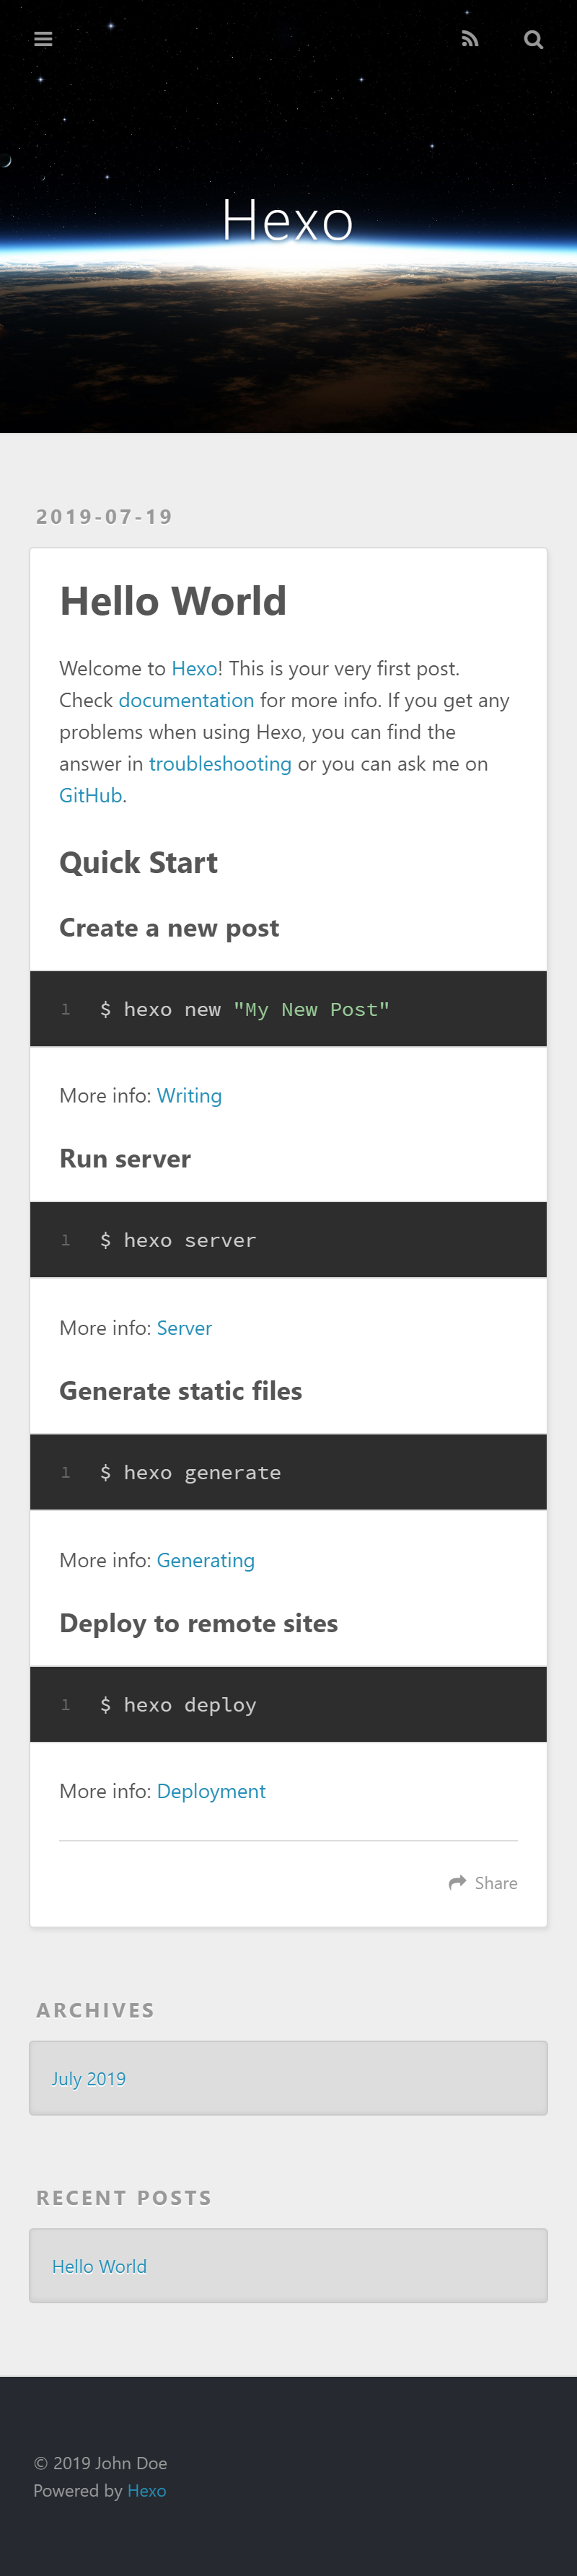 Hexo
2019-07-19
Hello World
Welcome to Hexo! This is your very first post.
Check documentation for more info. If you get any
problems when using Hexo, you can find the
answer in troubleshooting or you can ask me on
GitHub.
Quick Start
Create a new post
1 $ hexo new "My New Post"
More info: Writing
Run server
1 $ hexo server
More info: Server
Generate static files
1 $ hexo generate
More info: Generating
Deploy to remote sites
1 $ hexo deploy
More info: Deployment
Share
ARCHIVES
July 2019
RECENT POSTS
Hello World
© 2019 John Doe
Powered by Hexo